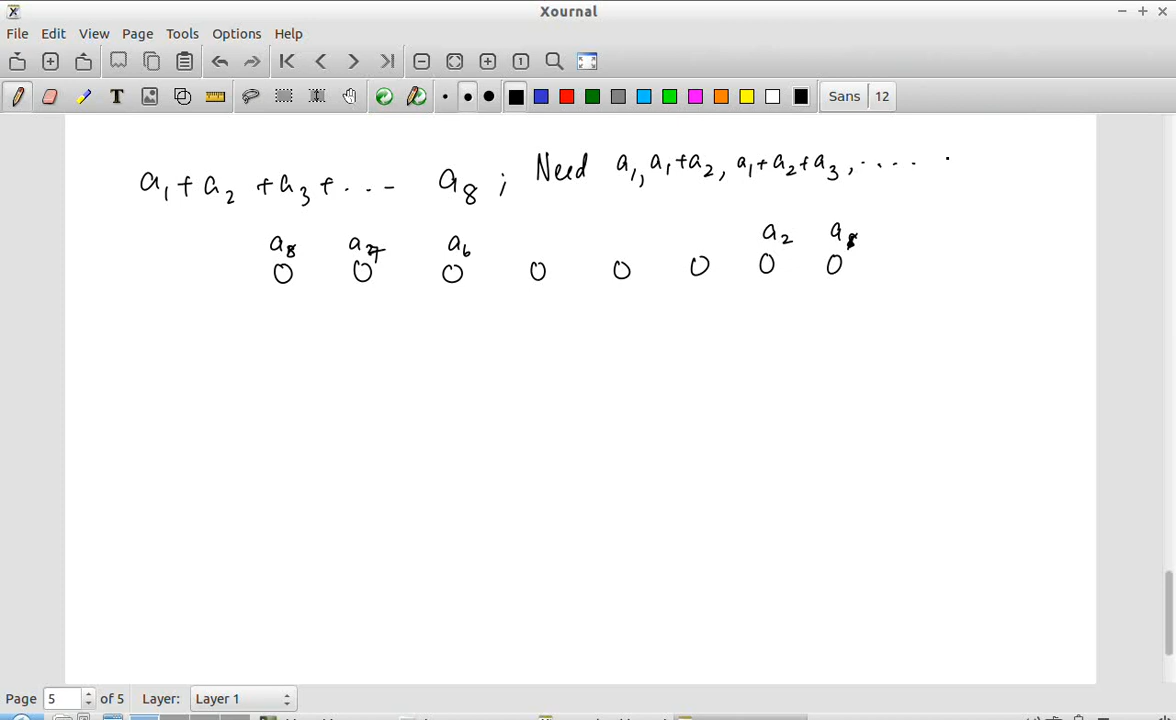 Xournal
File Edit View Page Tools Options Help
Sans 12
a₁ + a₂ + a₃ + .... a₈ ; Need a₁, a₁+a₂, a₁+a₂+a₃, .....
a₈ a₇ a₆ a₂ a₁
O O O O O O O O
Page 5 of 5 Layer: Layer 1